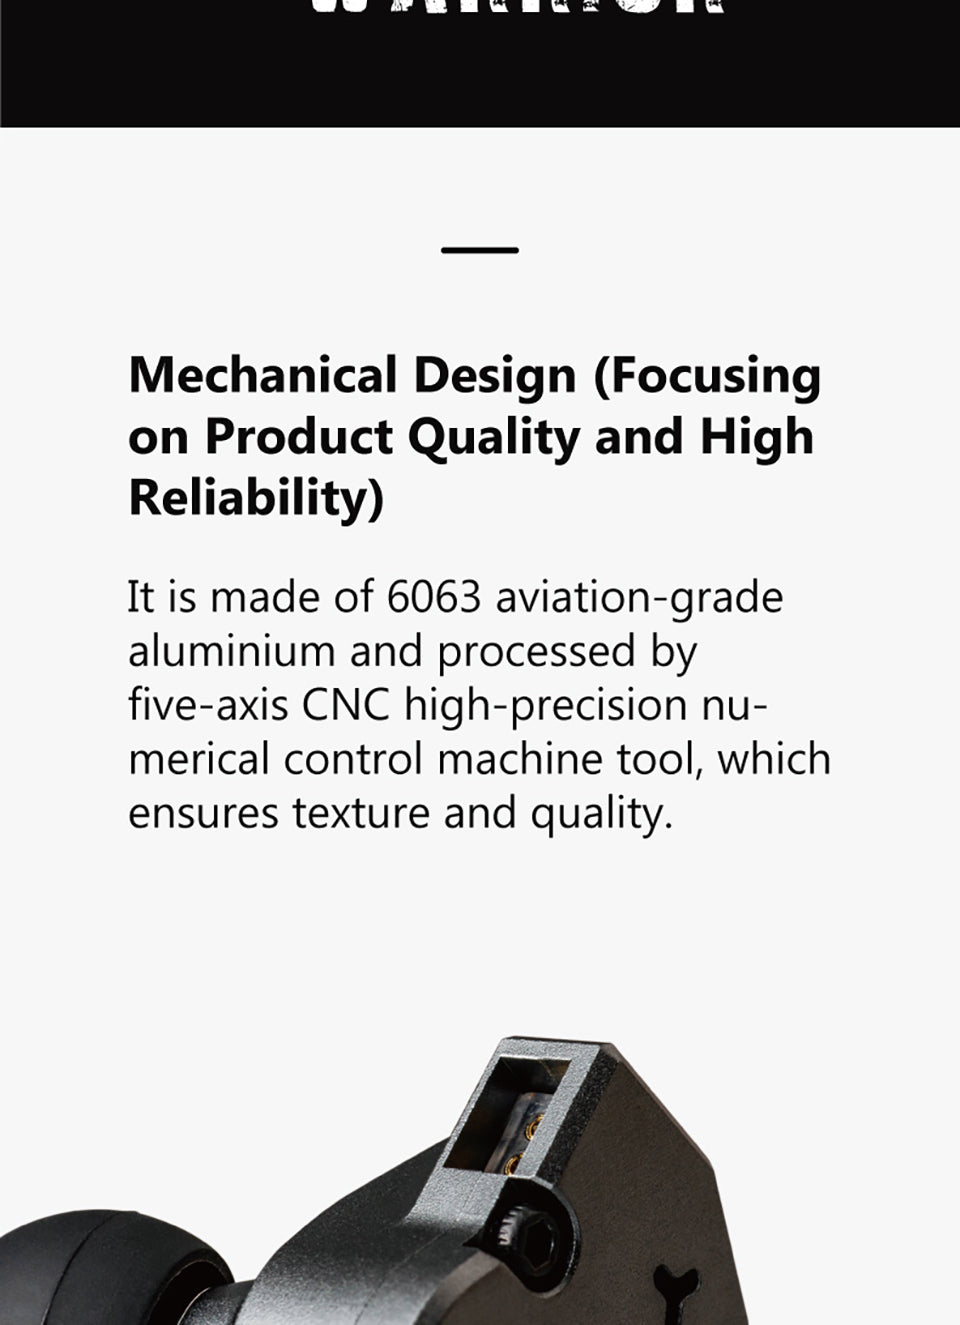 WARRIOR
Mechanical Design (Focusing
on Product Quality and High
Reliability)
It is made of 6063 aviation-grade
aluminium and processed by
five-axis CNC high-precision nu-
merical control machine tool, which
ensures texture and quality.